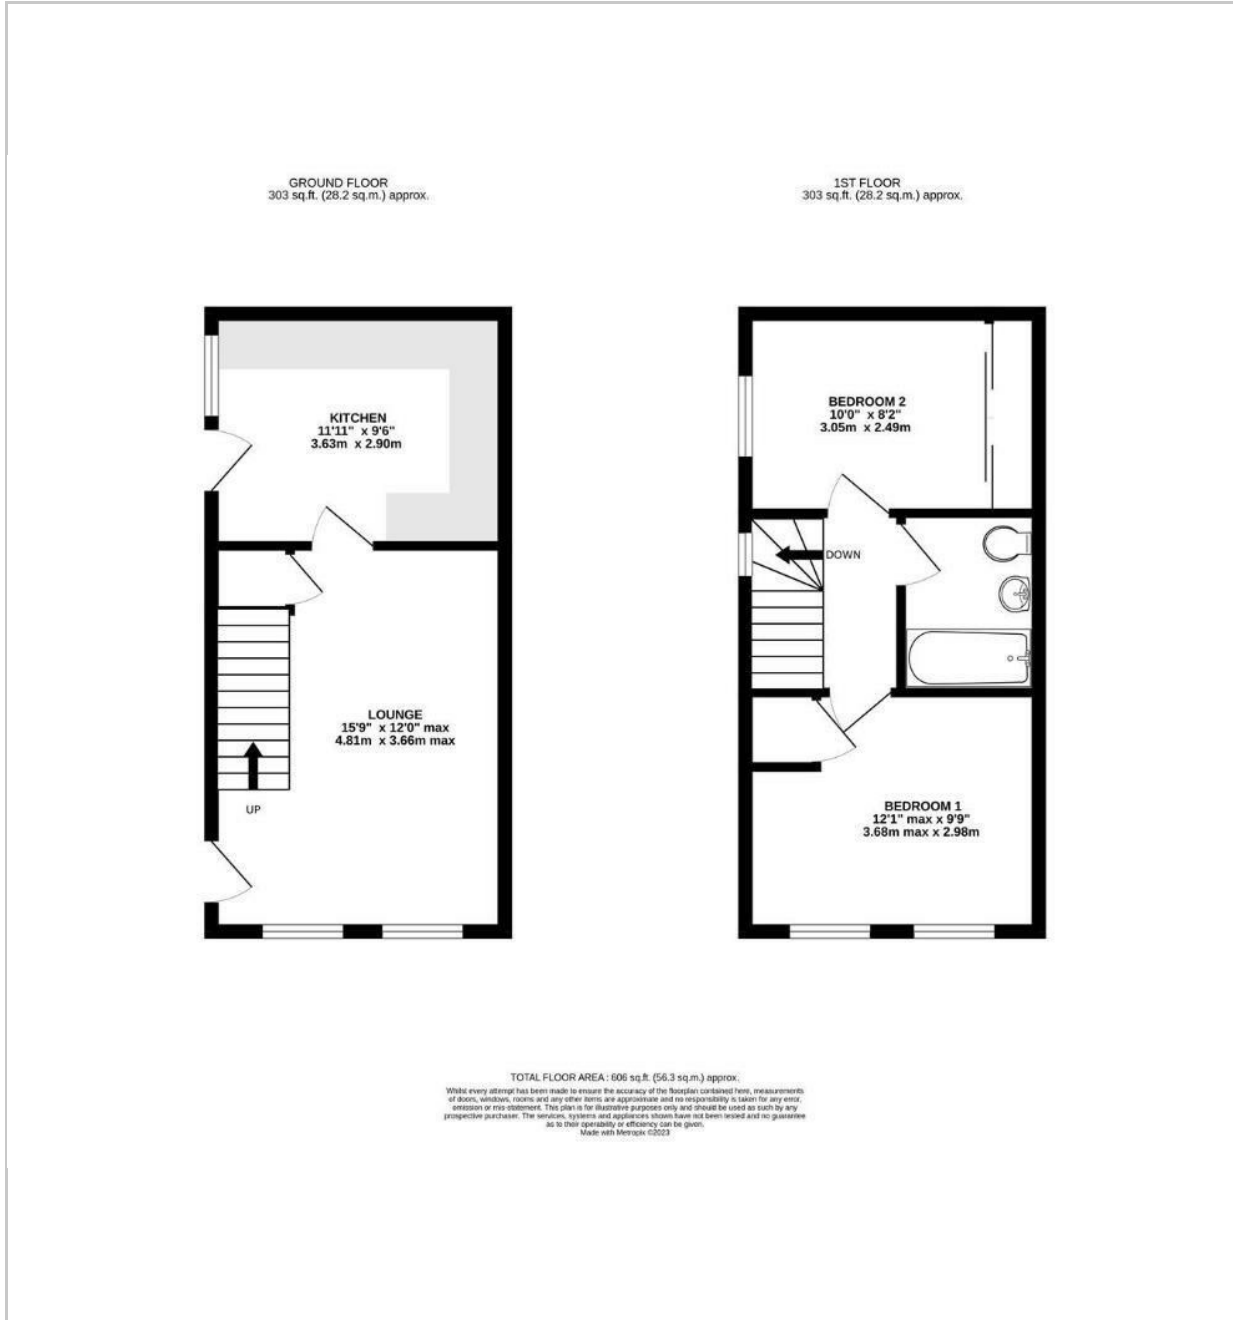 GROUND FLOOR
303 sq.ft. (28.2 sq.m.) approx.
1ST FLOOR
303 sq.ft. (28.2 sq.m.) approx.
KITCHEN
11'11" x 9'6"
3.63m x 2.90m
LOUNGE
15'9" x 12'0" max
4.81m x 3.66m max
UP
BEDROOM 2
10'0" x 8'2"
3.05m x 2.49m
DOWN
BEDROOM 1
12'1" max x 9'9"
3.68m max x 2.98m
TOTAL FLOOR AREA : 606 sq.ft. (56.3 sq.m.) approx.
Whilst every attempt has been made to ensure the accuracy of the floorplan contained here, measurements
of doors, windows, rooms and any other items are approximate and no responsibility is taken for any error,
omission or mis-statement. This plan is for illustrative purposes only and should be used as such by any
prospective purchaser. The services, systems and appliances shown have not been tested and no guarantee
as to their operability or efficiency can be given.
Made with Metropix ©2023